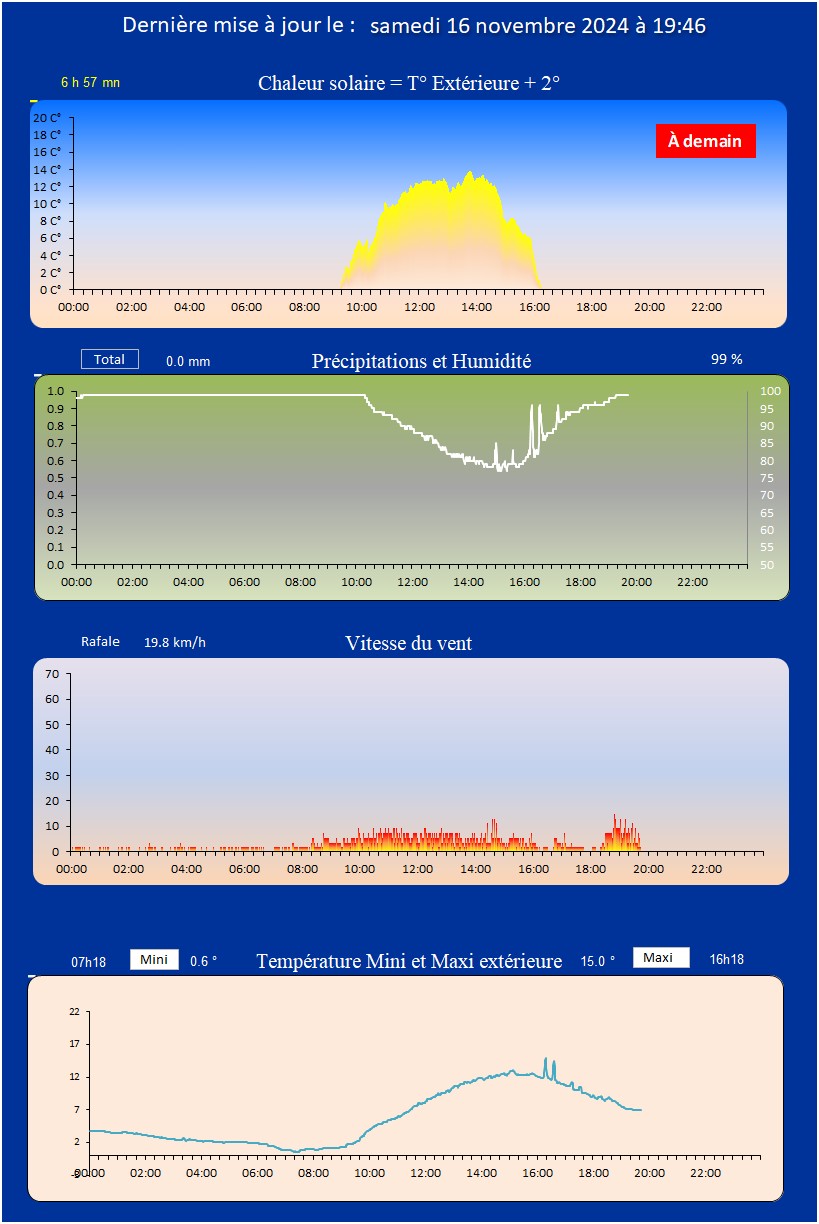 Dernière mise à jour le : samedi 16 novembre 2024 à 19:46
6 h 57 mn Chaleur solaire = T° Extérieure + 2°
À demain
20 C°
18 C°
16 C°
14 C°
12 C°
10 C°
8 C°
6 C°
4 C°
2 C°
0 C°
00:00 02:00 04:00 06:00 08:00 10:00 12:00 14:00 16:00 18:00 20:00 22:00
Total 0.0 mm Précipitations et Humidité 99 %
1.0 100
0.9 95
0.8 90
0.7 85
0.6 80
0.5 75
0.4 70
0.3 65
0.2 60
0.1 55
0.0 50
00:00 02:00 04:00 06:00 08:00 10:00 12:00 14:00 16:00 18:00 20:00 22:00
Rafale 19.8 km/h Vitesse du vent
70
60
50
40
30
20
10
0
00:00 02:00 04:00 06:00 08:00 10:00 12:00 14:00 16:00 18:00 20:00 22:00
07h18 Mini 0.6 ° Température Mini et Maxi extérieure 15.0 ° Maxi 16h18
22
17
12
7
2
-3
00:00 02:00 04:00 06:00 08:00 10:00 12:00 14:00 16:00 18:00 20:00 22:00